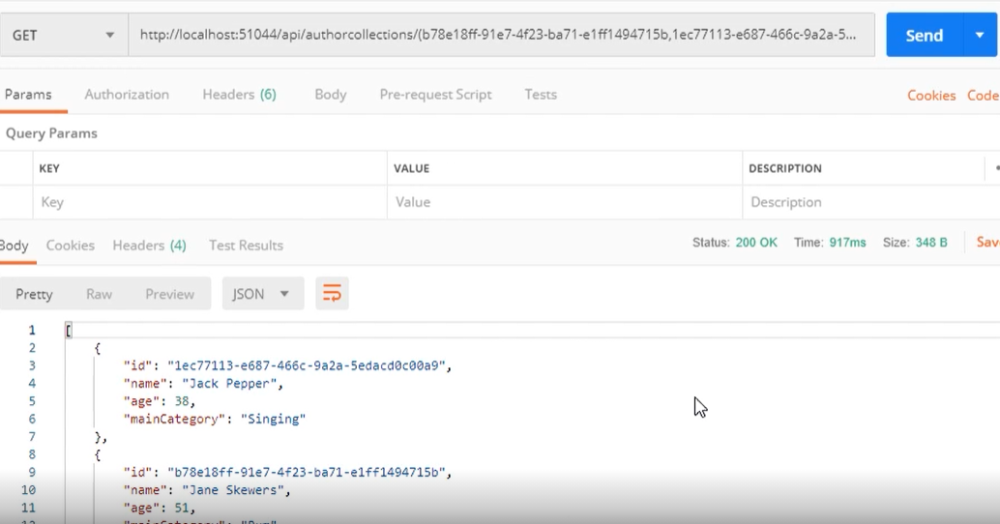 GET http://localhost:51044/api/authorcollections/(b78e18ff-91e7-4f23-ba71-e1ff1494715b,1ec77113-e687-466c-9a2a-5... Send
Params Authorization Headers (6) Body Pre-request Script Tests Cookies Code
Query Params
KEY VALUE DESCRIPTION
Key Value Description
Body Cookies Headers (4) Test Results Status: 200 OK Time: 917ms Size: 348 B Sav
Pretty Raw Preview JSON
1 [
2 {
3 "id": "1ec77113-e687-466c-9a2a-5edacd0c00a9",
4 "name": "Jack Pepper",
5 "age": 38,
6 "mainCategory": "Singing"
7 },
8 {
9 "id": "b78e18ff-91e7-4f23-ba71-e1ff1494715b",
10 "name": "Jane Skewers",
11 "age": 51,